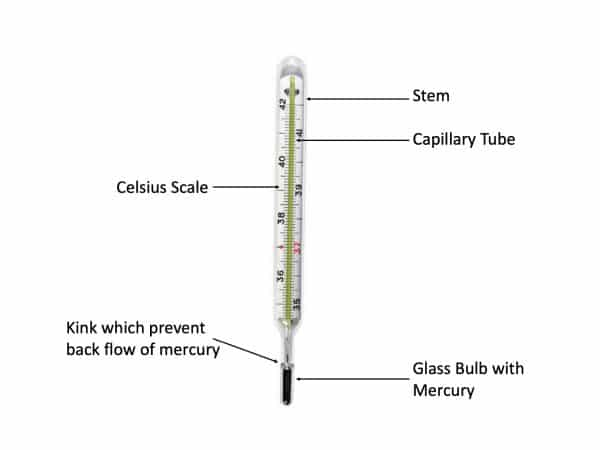 Stem
42
41
Capillary Tube
40
Celsius Scale
39
38
37
36
35
Kink which prevent
back flow of mercury
Glass Bulb with
Mercury